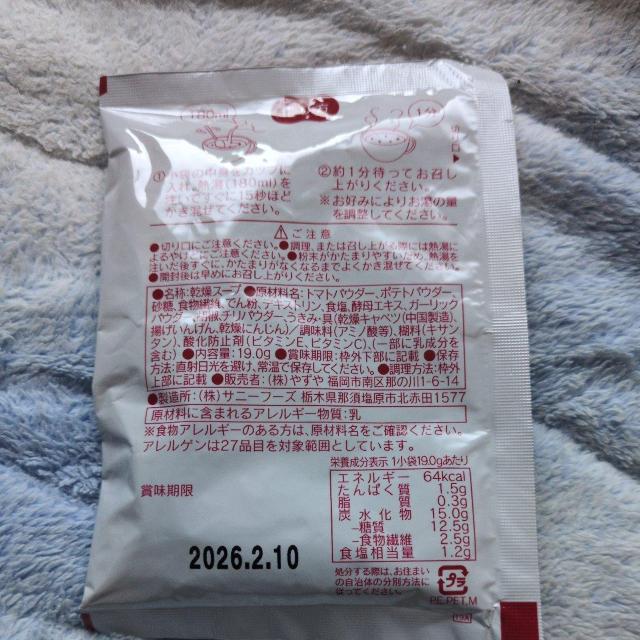 180ml
①小袋の中身をカップに
入れ、熱湯(180ml)を
注いですぐに15秒ほど
かき混ぜてください。
②約1分待ってお召し
上がりください。
※お好みによりお湯の量
を調整してください。
⚠ご注意
●切り口にご注意ください。●調理、または召し上がる際には熱湯に
よるやけどにご注意ください。●粉末がかたまりやすいため、熱湯を
注いだ後すぐに、かたまりがなくなるまでよくかき混ぜてください。
●開封後は早めにお召し上がりください。
●名称:乾燥スープ ●原材料名:トマトパウダー、ポテトパウダー、
砂糖、食物繊維、でん粉、デキストリン、食塩、酵母エキス、ガーリック
パウダー、チリパウダー、うきみ・具(乾燥キャベツ(中国製造)、
揚げいんげん、乾燥にんじん)/調味料(アミノ酸等)、糊料(キサン
タン)、酸化防止剤(ビタミンE、ビタミンC)、(一部に乳成分を
含む) ●内容量:19.0g ●賞味期限:枠外下部に記載 ●保存
方法:直射日光を避け、常温で保存してください。 ●調理方法:枠外
上部に記載 ●販売者:(株)やずや 福岡市南区那の川1-6-14
●製造所:(株)サニーフーズ 栃木県那須塩原市北赤田1577
原材料に含まれるアレルギー物質:乳
※食物アレルギーのある方は、原材料名をご確認ください。
アレルゲンは27品目を対象範囲としています。
栄養成分表示 1小袋19.0gあたり
エネルギー 64kcal
たんぱく質 1.5g
脂質 0.3g
炭水化物 15.0g
-糖質 12.5g
-食物繊維 2.5g
食塩相当量 1.2g
賞味期限
2026.2.10
処分する際は、お住まい
の自治体の分別方法に
従ってください。
プラ
PE,PET,M